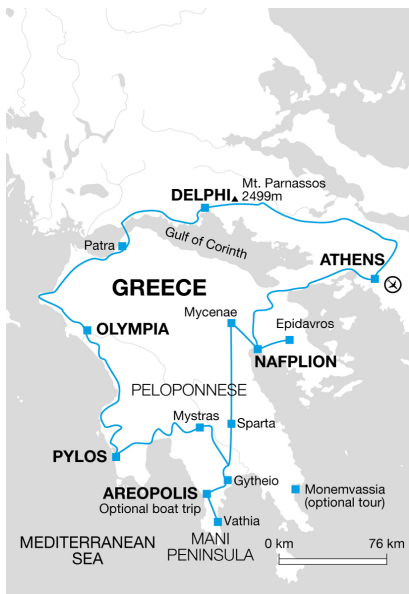 Mt. Parnassos
DELPHI 2499m
Patra
Gulf of Corinth
ATHENS
GREECE
Mycenae
Epidavros
OLYMPIA
NAFPLION
PELOPONNESE
Mystras
Sparta
PYLOS
Gytheio
AREOPOLIS
Optional boat trip
Monemvassia
(optional tour)
Vathia
MEDITERRANEAN
SEA
MANI
PENINSULA
0 km 76 km